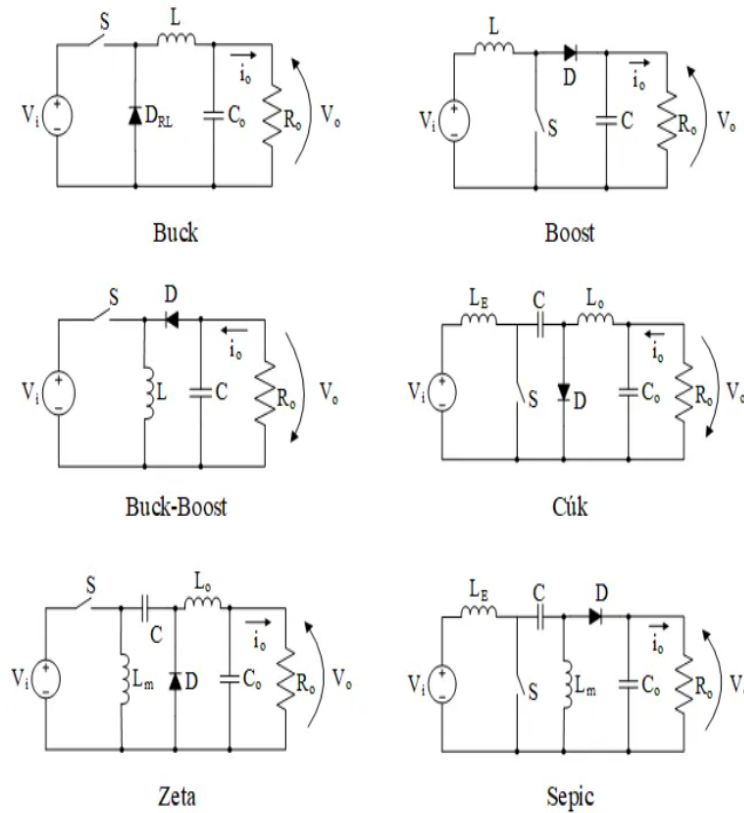 S L
V_i + - D_RL C_o i_o R_o V_o
Buck
L D
V_i + - S C i_o R_o V_o
Boost
S D
V_i + - L C i_o R_o V_o
Buck-Boost
L_E C L_o
V_i + - S D C_o i_o R_o V_o
Cúk
S C L_o
V_i + - L_m D C_o i_o R_o V_o
Zeta
L_E C D
V_i + - S L_m C_o i_o R_o V
Sepic